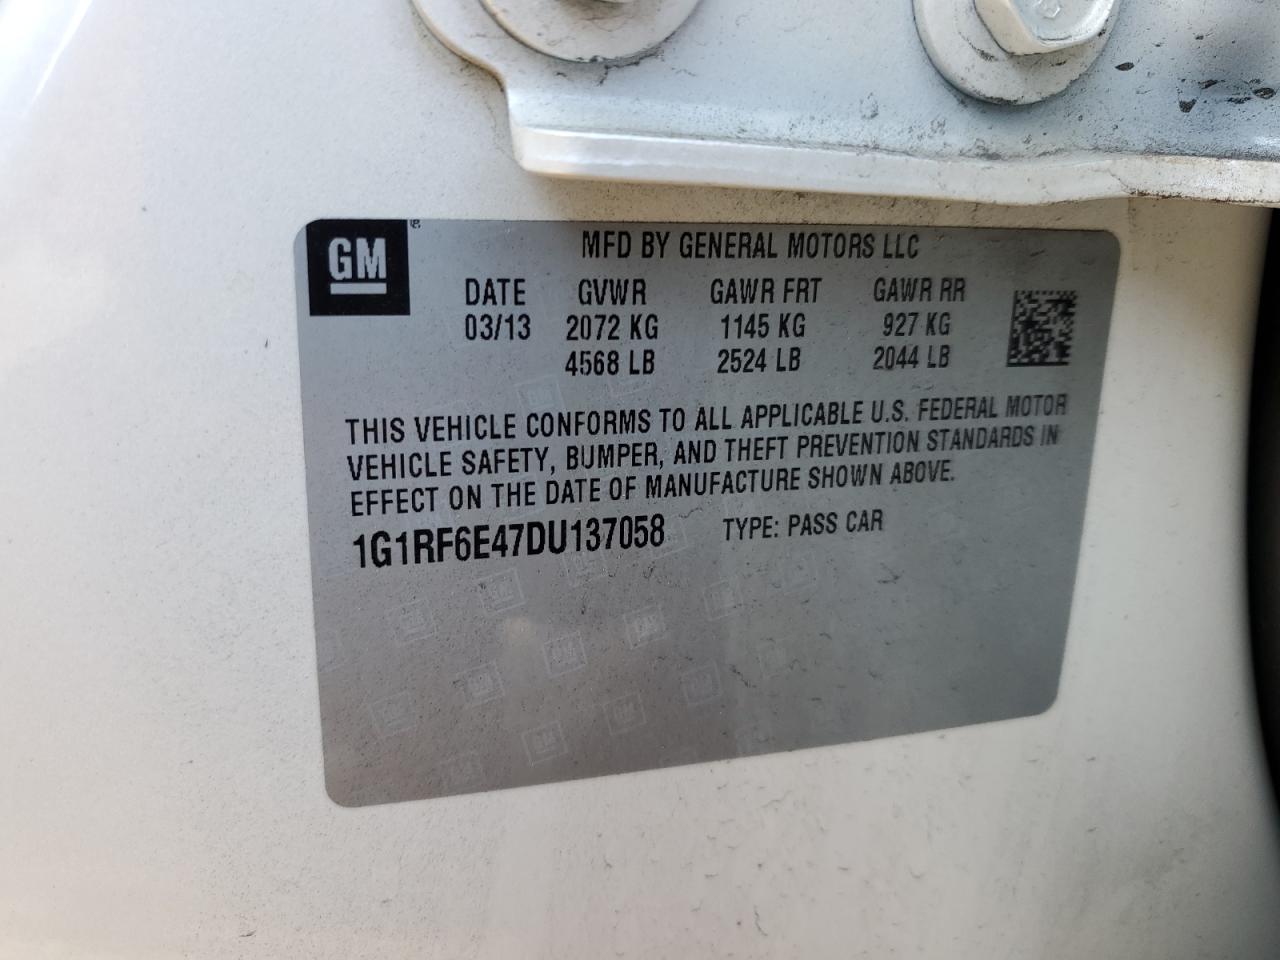 GM
MFD BY GENERAL MOTORS LLC
DATE GVWR GAWR FRT GAWR RR
03/13 2072 KG 1145 KG 927 KG
4568 LB 2524 LB 2044 LB
THIS VEHICLE CONFORMS TO ALL APPLICABLE U.S. FEDERAL MOTOR
VEHICLE SAFETY, BUMPER, AND THEFT PREVENTION STANDARDS IN
EFFECT ON THE DATE OF MANUFACTURE SHOWN ABOVE.
1G1RF6E47DU137058 TYPE: PASS CAR